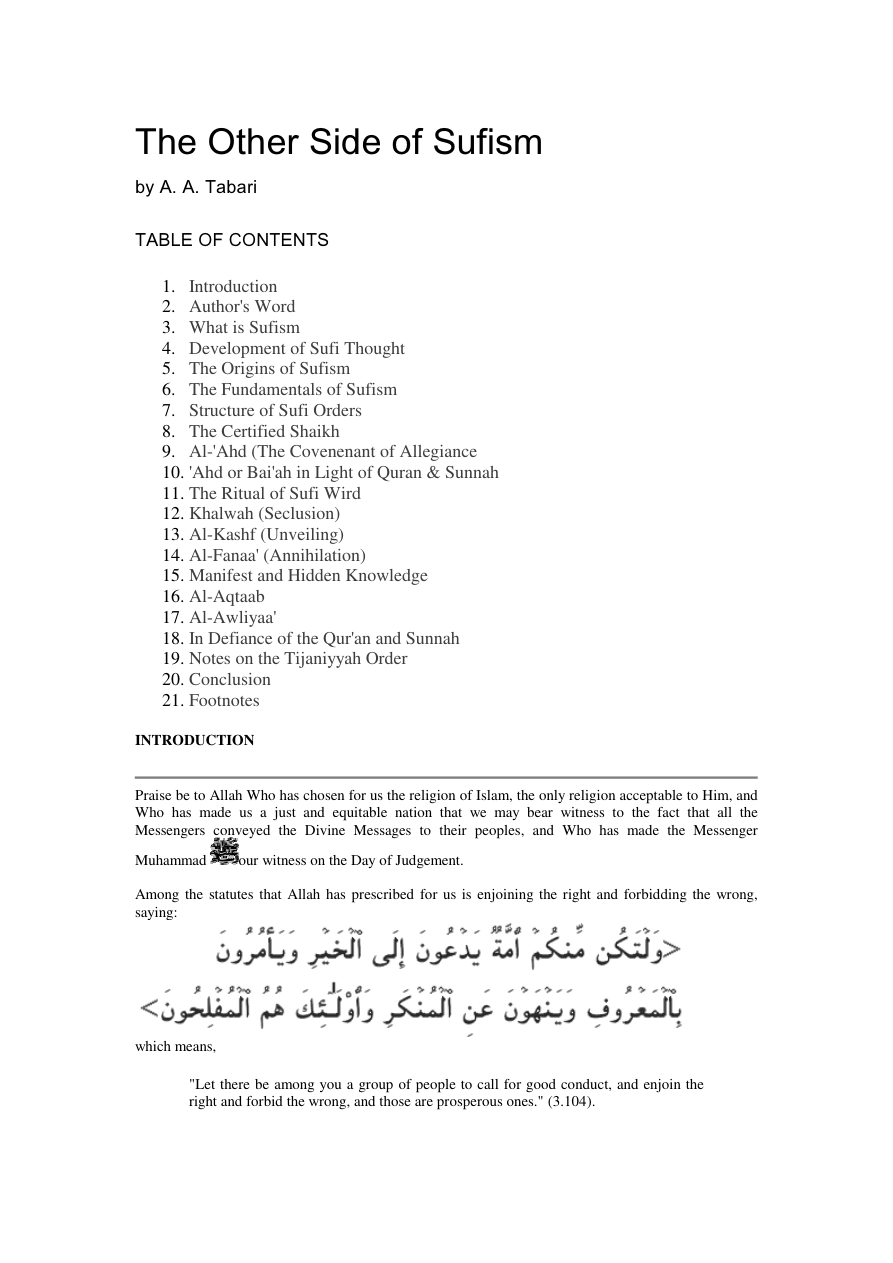 The Other Side of Sufism
by A. A. Tabari
TABLE OF CONTENTS
1. Introduction
2. Author's Word
3. What is Sufism
4. Development of Sufi Thought
5. The Origins of Sufism
6. The Fundamentals of Sufism
7. Structure of Sufi Orders
8. The Certified Shaikh
9. Al-'Ahd (The Covenenant of Allegiance
10. 'Ahd or Bai'ah in Light of Quran & Sunnah
11. The Ritual of Sufi Wird
12. Khalwah (Seclusion)
13. Al-Kashf (Unveiling)
14. Al-Fanaa' (Annihilation)
15. Manifest and Hidden Knowledge
16. Al-Aqtaab
17. Al-Awliyaa'
18. In Defiance of the Qur'an and Sunnah
19. Notes on the Tijaniyyah Order
20. Conclusion
21. Footnotes
INTRODUCTION
Praise be to Allah Who has chosen for us the religion of Islam, the only religion acceptable to Him, and
Who has made us a just and equitable nation that we may bear witness to the fact that all the
Messengers conveyed the Divine Messages to their peoples, and Who has made the Messenger
Muhammad ﷺ our witness on the Day of Judgement.
Among the statutes that Allah has prescribed for us is enjoining the right and forbidding the wrong,
saying:
<وَلْتَكُن مِّنكُمْ أُمَّةٌ يَدْعُونَ إِلَى الْخَيْرِ وَيَأْمُرُونَ
بِالْمَعْرُوفِ وَيَنْهَوْنَ عَنِ الْمُنْكَرِ وَأُوْلَـٰئِكَ هُمُ الْمُفْلِحُونَ>
which means,
"Let there be among you a group of people to call for good conduct, and enjoin the
right and forbid the wrong, and those are prosperous ones." (3.104).